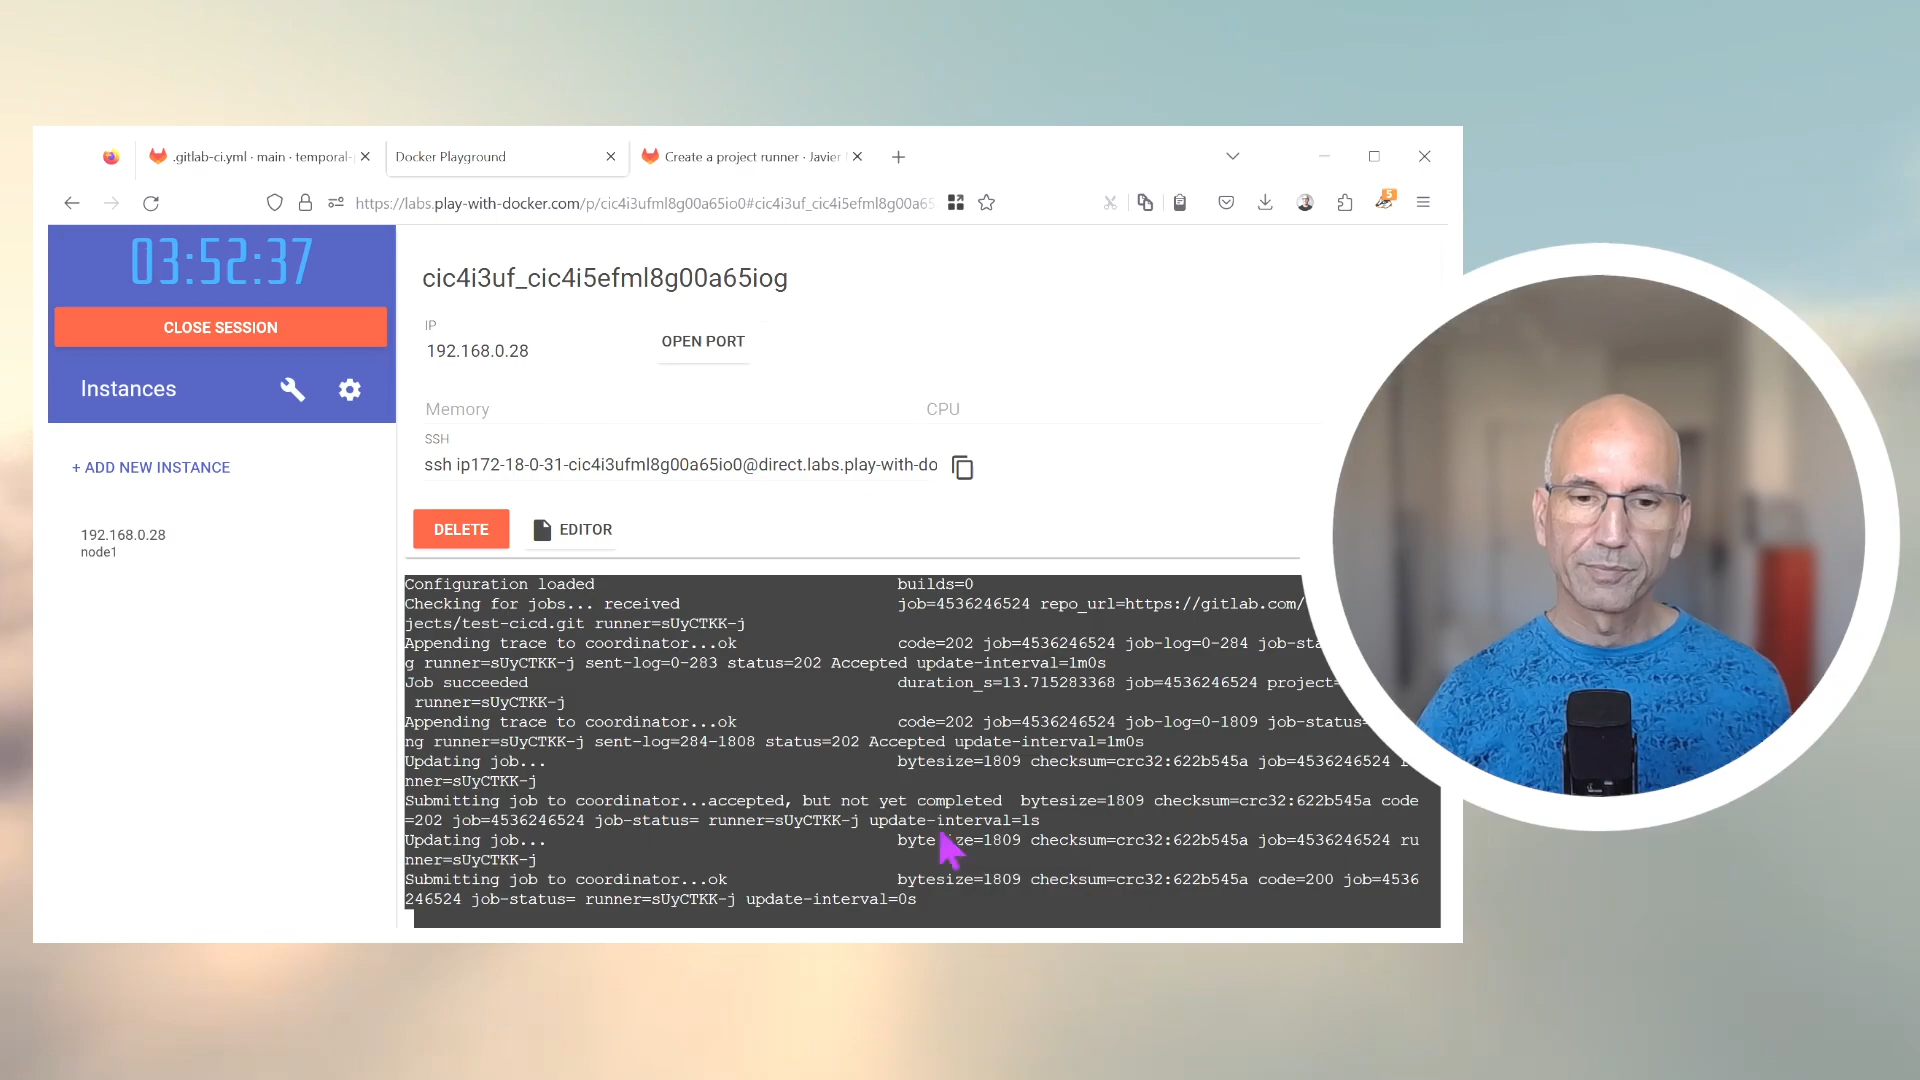 .gitlab-ci.yml · main · temporal-
Docker Playground
Create a project runner · Javier
https://labs.play-with-docker.com/p/cic4i3ufml8g00a65io0#cic4i3uf_cic4i5efml8g00a65
5
03:52:37
CLOSE SESSION
Instances
+ ADD NEW INSTANCE
192.168.0.28
node1
cic4i3uf_cic4i5efml8g00a65iog
IP
192.168.0.28
OPEN PORT
Memory
CPU
SSH
ssh ip172-18-0-31-cic4i3ufml8g00a65io0@direct.labs.play-with-do
DELETE
EDITOR
Configuration loaded builds=0
Checking for jobs... received job=4536246524 repo_url=https://gitlab.com/
jects/test-cicd.git runner=sUyCTKK-j
Appending trace to coordinator...ok code=202 job=4536246524 job-log=0-284 job-sta
g runner=sUyCTKK-j sent-log=0-283 status=202 Accepted update-interval=1m0s
Job succeeded duration_s=13.715283368 job=4536246524 project=
runner=sUyCTKK-j
Appending trace to coordinator...ok code=202 job=4536246524 job-log=0-1809 job-status=
ng runner=sUyCTKK-j sent-log=284-1808 status=202 Accepted update-interval=1m0s
Updating job... bytesize=1809 checksum=crc32:622b545a job=4536246524
nner=sUyCTKK-j
Submitting job to coordinator...accepted, but not yet completed bytesize=1809 checksum=crc32:622b545a code
=202 job=4536246524 job-status= runner=sUyCTKK-j update-interval=1s
Updating job... bytesize=1809 checksum=crc32:622b545a job=4536246524 ru
nner=sUyCTKK-j
Submitting job to coordinator...ok bytesize=1809 checksum=crc32:622b545a code=200 job=4536
246524 job-status= runner=sUyCTKK-j update-interval=0s